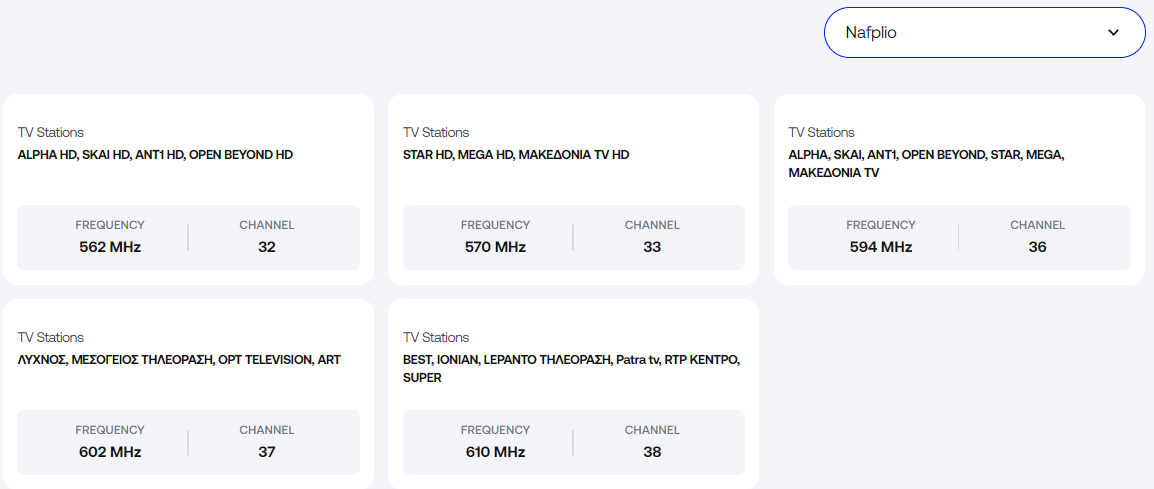 Nafplio
TV Stations
ALPHA HD, SKAI HD, ANT1 HD, OPEN BEYOND HD
FREQUENCY
562 MHz
CHANNEL
32
TV Stations
STAR HD, MEGA HD, ΜΑΚΕΔΟΝΙΑ TV HD
FREQUENCY
570 MHz
CHANNEL
33
TV Stations
ALPHA, SKAI, ANT1, OPEN BEYOND, STAR, MEGA,
ΜΑΚΕΔΟΝΙΑ TV
FREQUENCY
594 MHz
CHANNEL
36
TV Stations
ΛΥΧΝΟΣ, ΜΕΣΟΓΕΙΟΣ ΤΗΛΕΟΡΑΣΗ, ΟΡΤ TELEVISION, ART
FREQUENCY
602 MHz
CHANNEL
37
TV Stations
BEST, IONIAN, LEPANTO ΤΗΛΕΟΡΑΣΗ, Patra tv, RTP ΚΕΝΤΡΟ,
SUPER
FREQUENCY
610 MHz
CHANNEL
38